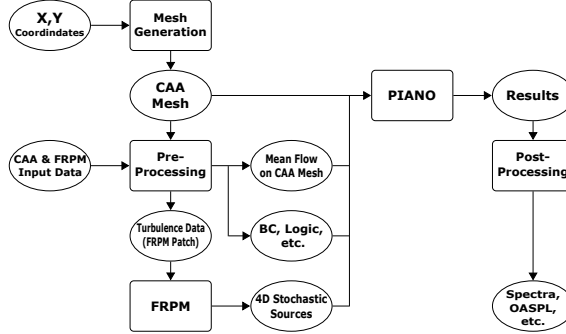 X,Y
Coordindates
Mesh
Generation
CAA
Mesh
PIANO
Results
CAA & FRPM
Input Data
Pre-
Processing
Mean Flow
on CAA Mesh
Post-
Processing
Turbulence Data
(FRPM Patch)
BC, Logic,
etc.
FRPM
4D Stochastic
Sources
Spectra,
OASPL,
etc.